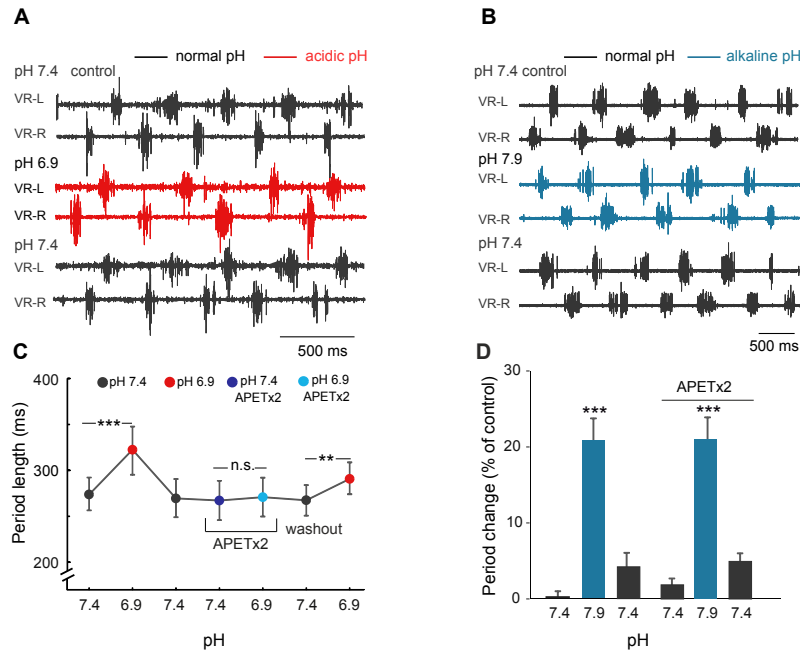 A
normal pH acidic pH
pH 7.4 control
VR-L
VR-R
pH 6.9
VR-L
VR-R
pH 7.4
VR-L
VR-R
500 ms
B
normal pH alkaline pH
pH 7.4 control
VR-L
VR-R
pH 7.9
VR-L
VR-R
pH 7.4
VR-L
VR-R
500 ms
C
pH 7.4 pH 6.9 pH 7.4 APETx2 pH 6.9 APETx2
Period length (ms)
400
300
200
***
n.s.
**
APETx2
washout
7.4 6.9 7.4 7.4 6.9 7.4 6.9
pH
D
Period change (% of control)
30
20
10
0
APETx2
*** ***
7.4 7.9 7.4 7.4 7.9 7.4
pH